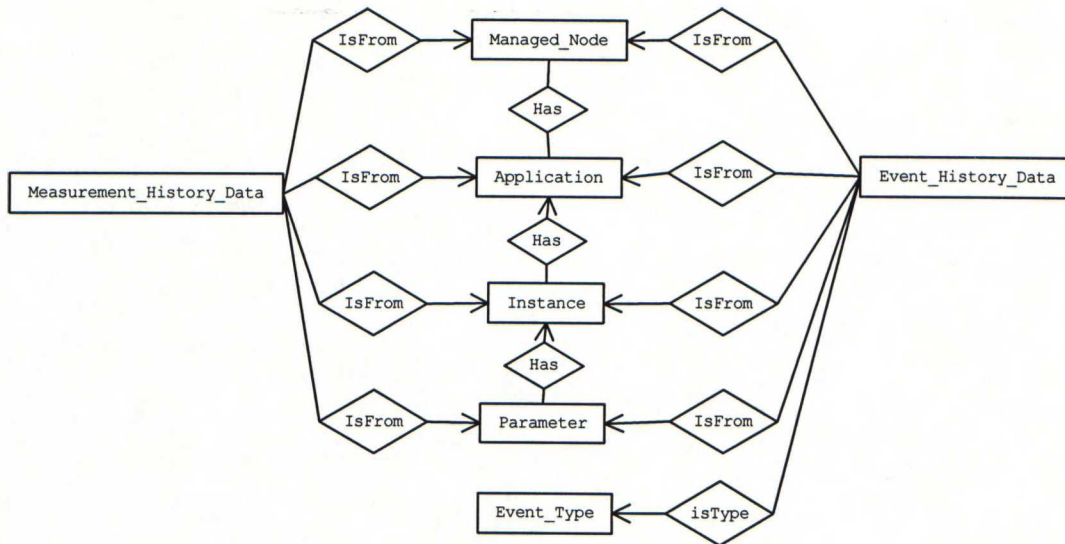 IsFrom Managed_Node IsFrom
Has
Measurement_History_Data IsFrom Application IsFrom Event_History_Data
Has
IsFrom Instance IsFrom
Has
IsFrom Parameter IsFrom
Event_Type isType